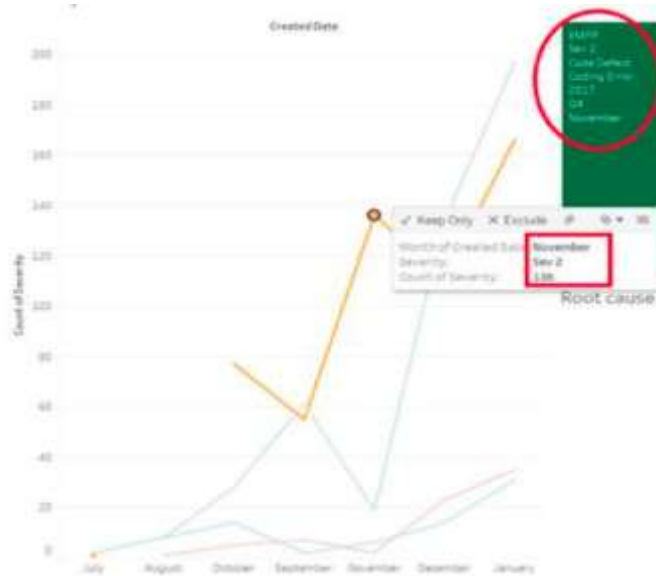 Created Date
200
180
160
140
120
100
80
60
40
20
0
Count of Severity
July August October September November December January
Sev 2
Code Defect
Coding Error
2017
Q4
November
Keep Only Exclude
Month of Created Date November
Severity: Sev 2
Count of Severity: 136
Root cause